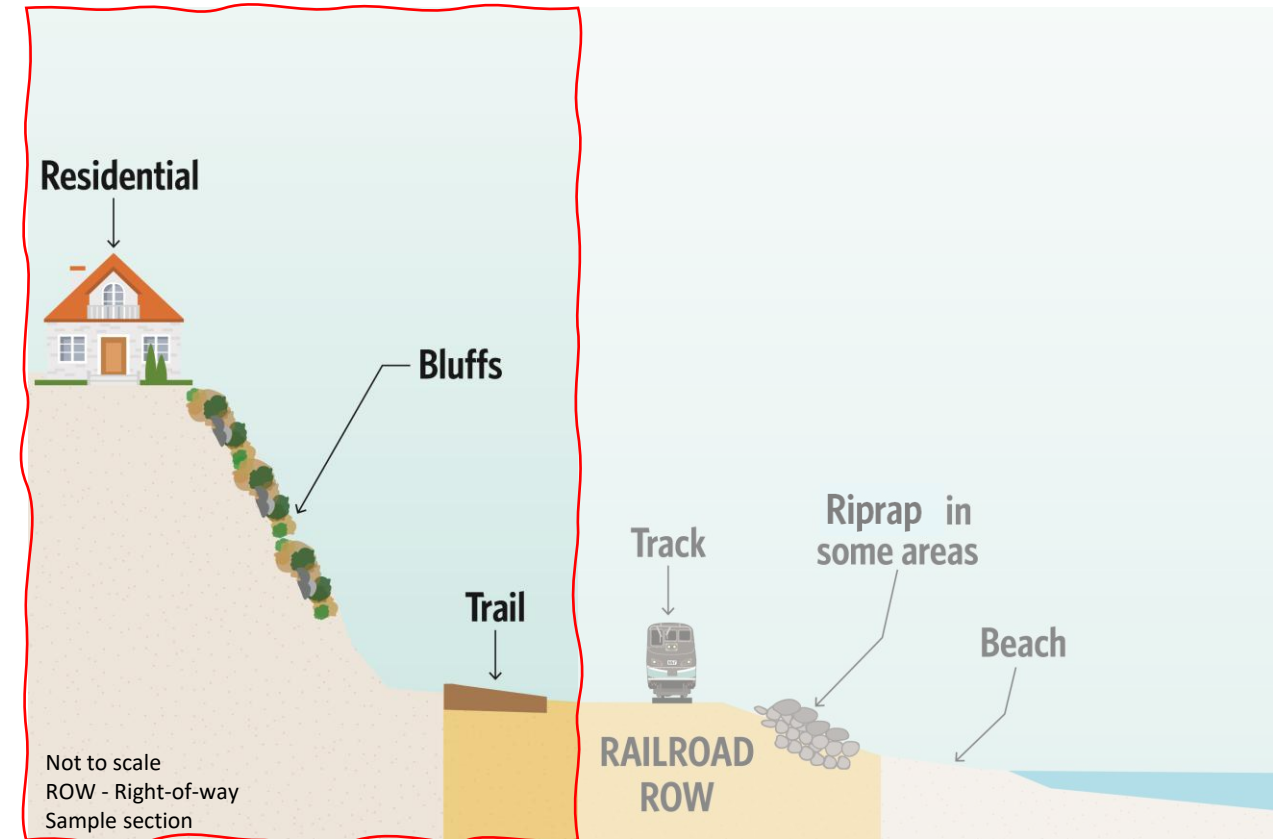 Residential
Bluffs
Trail
Track
Riprap in
some areas
Beach
RAILROAD
ROW
Not to scale
ROW - Right-of-way
Sample section